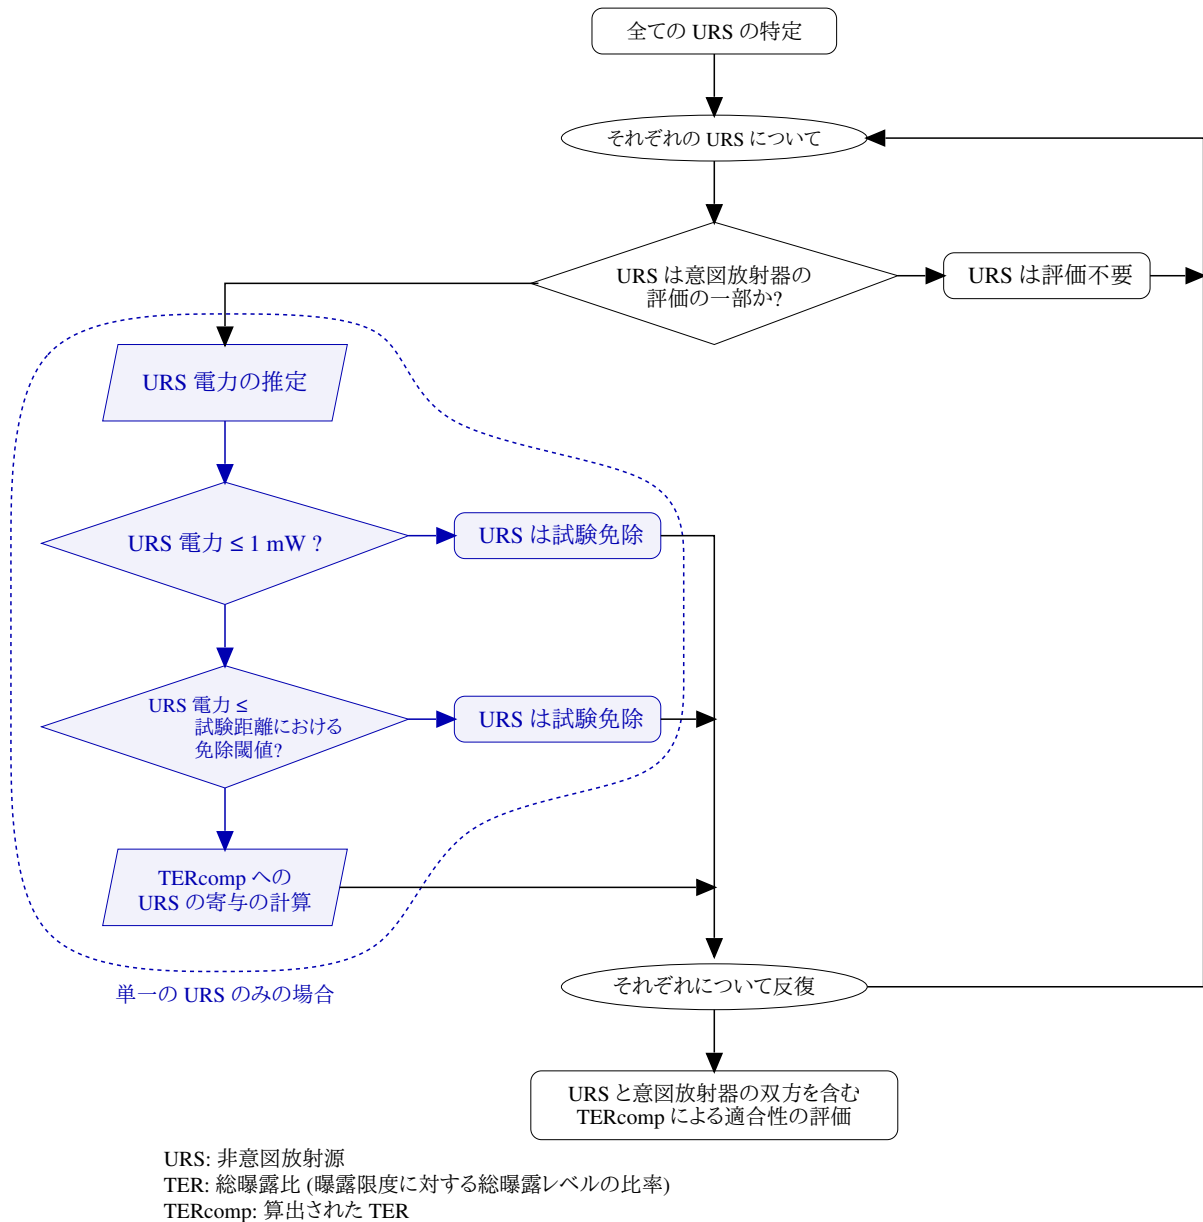 全ての URS の特定
それぞれの URS について
URS は意図放射器の
評価の一部か?
URS は評価不要
URS 電力の推定
URS 電力 ≤ 1 mW ?
URS は試験免除
URS 電力 ≤
試験距離における
免除閾値?
URS は試験免除
TERcomp への
URS の寄与の計算
単一の URS のみの場合
それぞれについて反復
URS と意図放射器の双方を含む
TERcomp による適合性の評価
URS: 非意図放射源
TER: 総曝露比 (曝露限度に対する総曝露レベルの比率)
TERcomp: 算出された TER